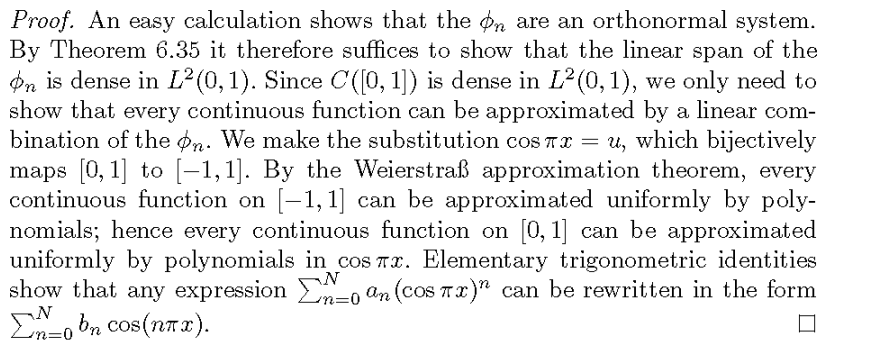 Proof. An easy calculation shows that the ϕₙ are an orthonormal system.
By Theorem 6.35 it therefore suffices to show that the linear span of the
ϕₙ is dense in L²(0, 1). Since C([0, 1]) is dense in L²(0, 1), we only need to
show that every continuous function can be approximated by a linear com-
bination of the ϕₙ. We make the substitution cos πx = u, which bijectively
maps [0, 1] to [−1, 1]. By the Weierstraß approximation theorem, every
continuous function on [−1, 1] can be approximated uniformly by poly-
nomials; hence every continuous function on [0, 1] can be approximated
uniformly by polynomials in cos πx. Elementary trigonometric identities
show that any expression ∑_{n=0}^{N} aₙ(cos πx)ⁿ can be rewritten in the form
∑_{n=0}^{N} bₙ cos(nπx). □